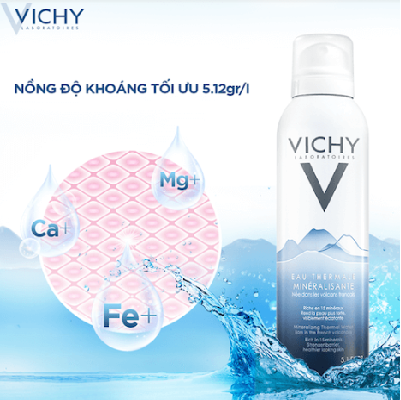 VICHY
LABORATOIRES
NỒNG ĐỘ KHOÁNG TỐI ƯU 5.12gr/l
Mg+
Ca+
Fe+
VICHY
LABORATOIRES
EAU THERMALE
MINÉRALISANTE